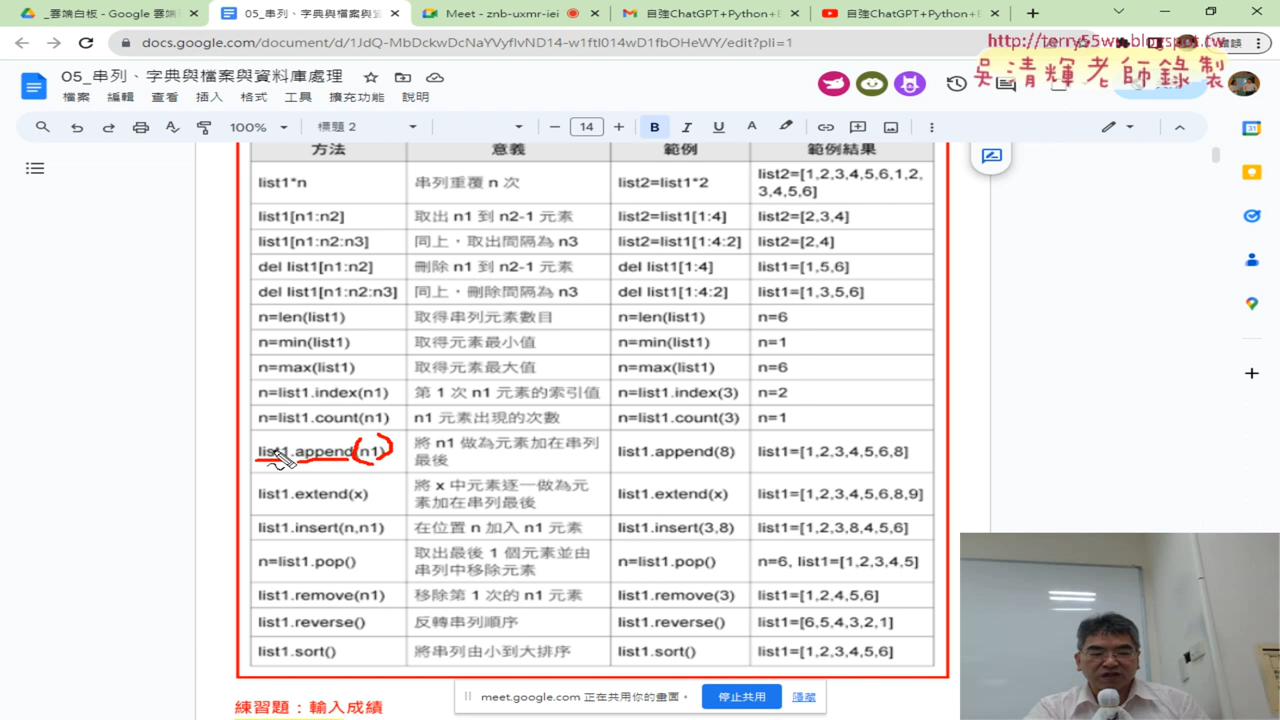 _雲端白板 - Google 雲端
05_串列、字典與檔案與資
Meet - znb-uxmr-iei
自強ChatGPT+Python+E
自強ChatGPT+Python+E
docs.google.com/document/d/1JdQ-MbDckwDcNaYVyflVND14-w1ftI014wD1fbOHeWY/edit?pli=1
http://terry55wu.blogspot.tw
吳清輝老師錄製
05_串列、字典與檔案與資料庫處理
檔案 編輯 查看 插入 格式 工具 擴充功能 說明
100% 標題 2 14 B I U A
方法 意義 範例 範例結果
list1*n 串列重覆 n 次 list2=list1*2 list2=[1,2,3,4,5,6,1,2,
3,4,5,6]
list1[n1:n2] 取出 n1 到 n2-1 元素 list2=list1[1:4] list2=[2,3,4]
list1[n1:n2:n3] 同上,取出間隔為 n3 list2=list1[1:4:2] list2=[2,4]
del list1[n1:n2] 刪除 n1 到 n2-1 元素 del list1[1:4] list1=[1,5,6]
del list1[n1:n2:n3] 同上,刪除間隔為 n3 del list1[1:4:2] list1=[1,3,5,6]
n=len(list1) 取得串列元素數目 n=len(list1) n=6
n=min(list1) 取得元素最小值 n=min(list1) n=1
n=max(list1) 取得元素最大值 n=max(list1) n=6
n=list1.index(n1) 第 1 次 n1 元素的索引值 n=list1.index(3) n=2
n=list1.count(n1) n1 元素出現的次數 n=list1.count(3) n=1
list1.append(n1) 將 n1 做為元素加在串列 list1.append(8) list1=[1,2,3,4,5,6,8]
最後
list1.extend(x) 將 x 中元素逐一做為元 list1.extend(x) list1=[1,2,3,4,5,6,8,9]
素加在串列最後
list1.insert(n,n1) 在位置 n 加入 n1 元素 list1.insert(3,8) list1=[1,2,3,8,4,5,6]
n=list1.pop() 取出最後 1 個元素並由 n=list1.pop() n=6, list1=[1,2,3,4,5]
串列中移除元素
list1.remove(n1) 移除第 1 次的 n1 元素 list1.remove(3) list1=[1,2,4,5,6]
list1.reverse() 反轉串列順序 list1.reverse() list1=[6,5,4,3,2,1]
list1.sort() 將串列由小到大排序 list1.sort() list1=[1,2,3,4,5,6]
meet.google.com 正在共用你的畫面。 停止共用 隱藏
練習題:輸入成績